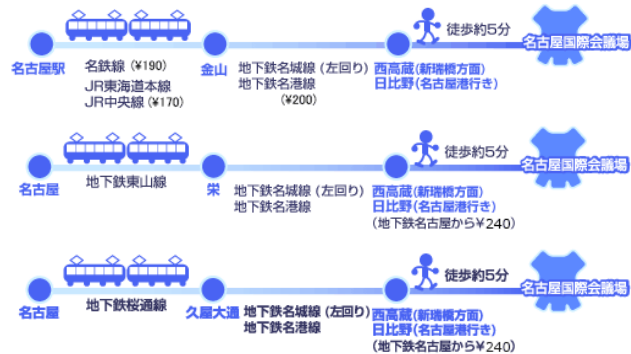 徒歩約5分
名古屋国際会議場
名古屋駅
名鉄線(¥190)
JR東海道本線
JR中央線(¥170)
金山
地下鉄名城線(左回り)
地下鉄名港線
(¥200)
西高蔵(新瑞橋方面)
日比野(名古屋港行き)
徒歩約5分
名古屋国際会議場
名古屋
地下鉄東山線
栄
地下鉄名城線(左回り)
地下鉄名港線
西高蔵(新瑞橋方面)
日比野(名古屋港行き)
(地下鉄名古屋から¥240)
徒歩約5分
名古屋国際会議場
名古屋
地下鉄桜通線
久屋大通
地下鉄名城線(左回り)
地下鉄名港線
西高蔵(新瑞橋方面)
日比野(名古屋港行き)
(地下鉄名古屋から¥240)